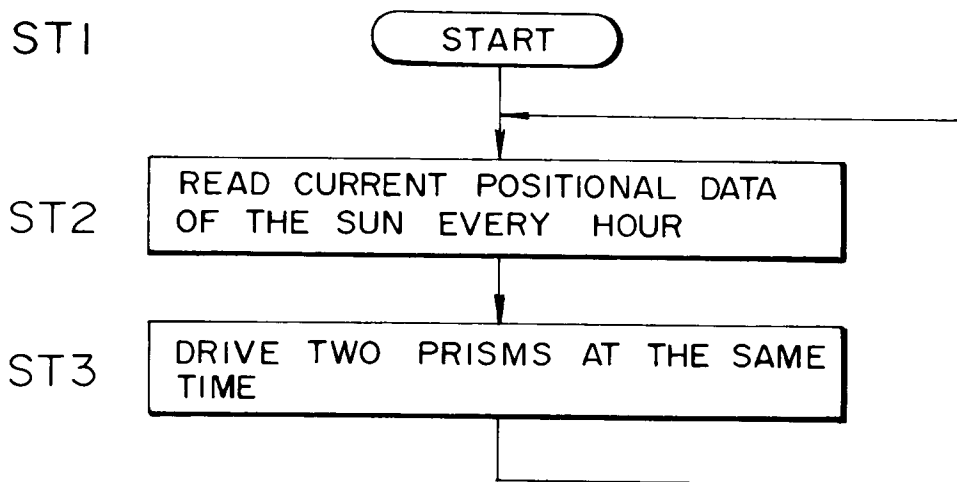 ST1
START
READ CURRENT POSITIONAL DATA
ST2
OF THE SUN EVERY HOUR
ST3
DRIVE TWO PRISMS AT THE SAME
TIME